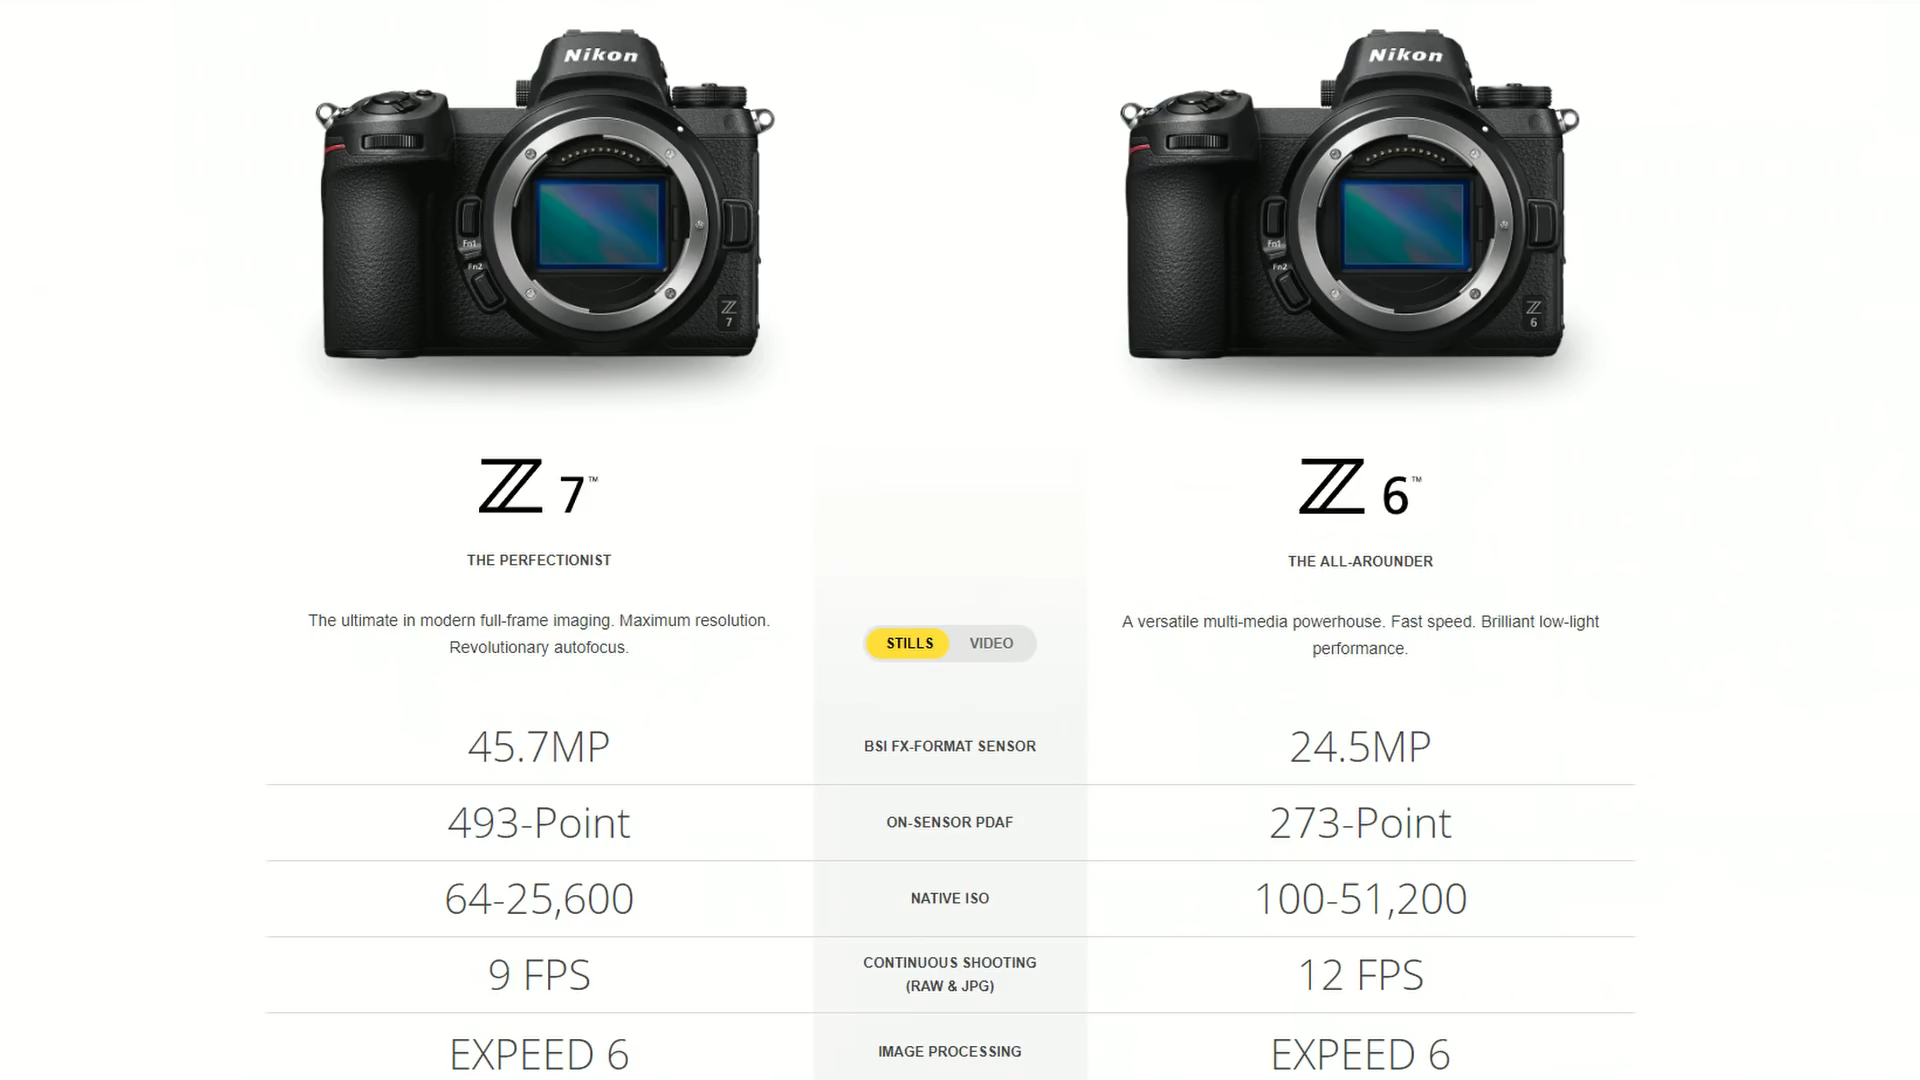 Nikon
Nikon
Fn1
Fn2
Z
7
Fn1
Fn2
Z
6
Z 7™
Z 6™
THE PERFECTIONIST
THE ALL-AROUNDER
The ultimate in modern full-frame imaging. Maximum resolution.
Revolutionary autofocus.
STILLS VIDEO
A versatile multi-media powerhouse. Fast speed. Brilliant low-light
performance.
45.7MP BSI FX-FORMAT SENSOR 24.5MP
493-Point ON-SENSOR PDAF 273-Point
64-25,600 NATIVE ISO 100-51,200
9 FPS CONTINUOUS SHOOTING 12 FPS
(RAW & JPG)
EXPEED 6 IMAGE PROCESSING EXPEED 6